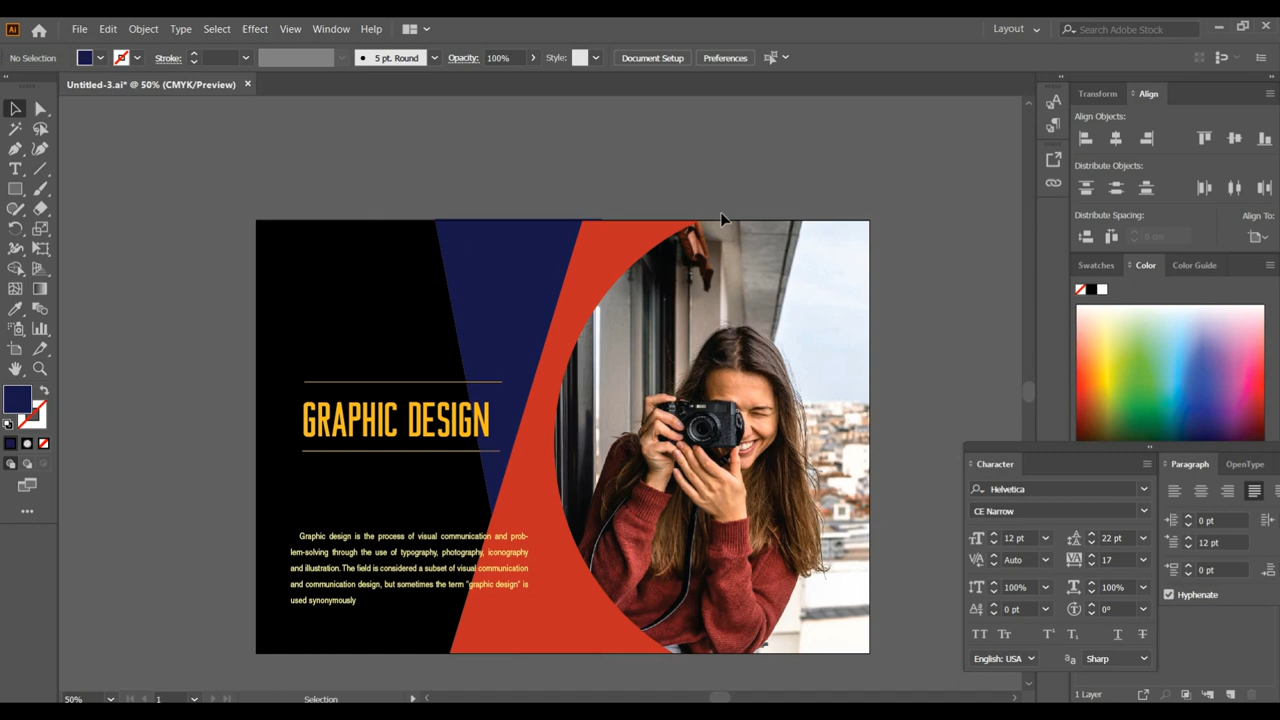 Ai
File Edit Object Type Select Effect View Window Help
Layout
Search Adobe Stock
No Selection
Stroke:
5 pt. Round
Opacity: 100%
Style:
Document Setup
Preferences
Untitled-3.ai* @ 50% (CMYK/Preview)
Transform
Align
Align Objects:
Distribute Objects:
Distribute Spacing:
Align To:
0 cm
Swatches
Color
Color Guide
GRAPHIC DESIGN
Graphic design is the process of visual communication and prob-
lem-solving through the use of typography, photography, iconography
and illustration. The field is considered a subset of visual communication
and communication design, but sometimes the term "graphic design" is
used synonymously
Character
Paragraph
OpenType
Helvetica
CE Narrow
12 pt
22 pt
Auto
17
100%
100%
0 pt
0°
0 pt
12 pt
0 pt
Hyphenate
English: USA
Sharp
50%
1
Selection
1 Layer